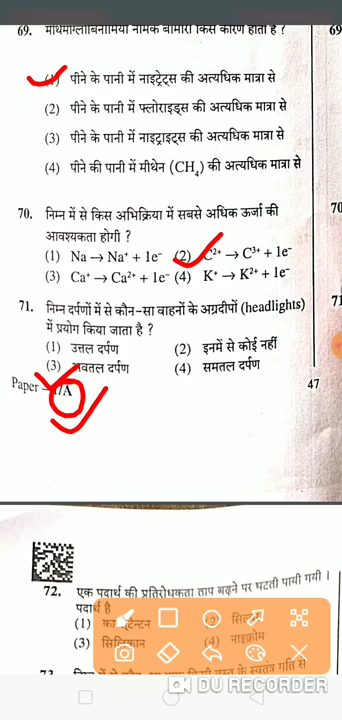 69. मेथिमोग्लोबिनेमिया नामक बीमारी किस कारण होती है ?
69
(1) पीने के पानी में नाइट्रेट्स की अत्यधिक मात्रा से
(2) पीने के पानी में फ्लोराइड्स की अत्यधिक मात्रा से
(3) पीने के पानी में नाइट्राइट्स की अत्यधिक मात्रा से
(4) पीने की पानी में मीथेन (CH₄) की अत्यधिक मात्रा से
70. निम्न में से किस अभिक्रिया में सबसे अधिक ऊर्जा की
70
आवश्यकता होगी ?
(1) Na → Na⁺ + 1e⁻ (2) C²⁺ → C³⁺ + 1e⁻
(3) Ca⁺ → Ca²⁺ + 1e⁻ (4) K⁺ → K²⁺ + 1e⁻
71. निम्न दर्पणों में से कौन-सा वाहनों के अग्रदीपों (headlights)
71
में प्रयोग किया जाता है ?
(1) उत्तल दर्पण (2) इनमें से कोई नहीं
(3) अवतल दर्पण (4) समतल दर्पण
Paper – I/A
47
72. एक पदार्थ की प्रतिरोधकता ताप बढ़ने पर घटती पायी गयी ।
पदार्थ है
(1) (2)
(3) सिलिकान (4) नाइक्रोम
73.
DU RECORDER